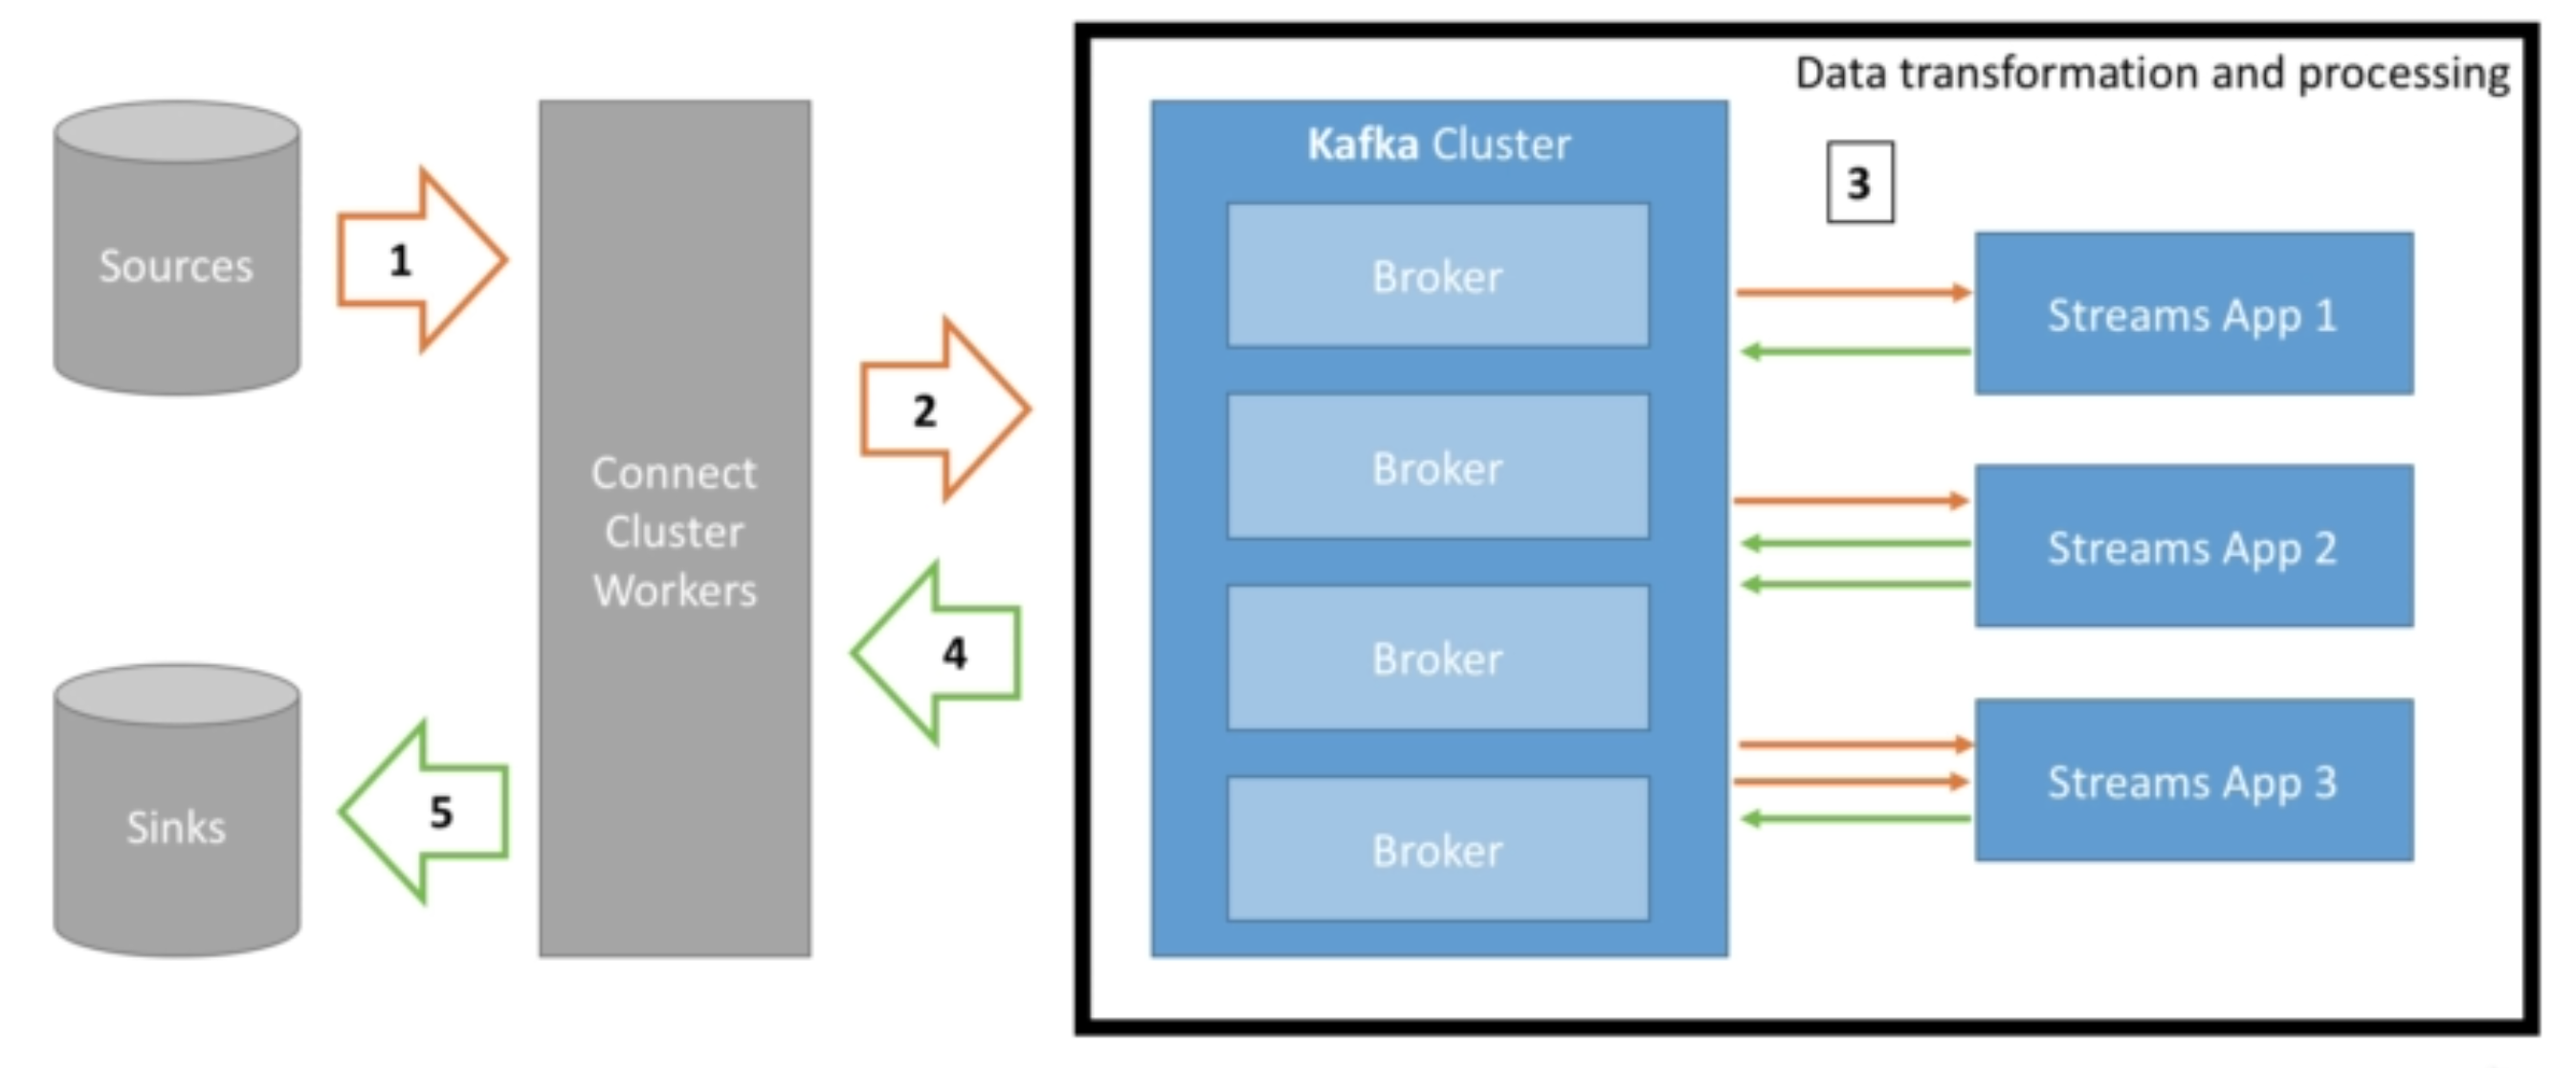 Data transformation and processing
Sources
1
Connect
Cluster
Workers
2
4
Sinks
5
Kafka Cluster
Broker
Broker
Broker
Broker
3
Streams App 1
Streams App 2
Streams App 3